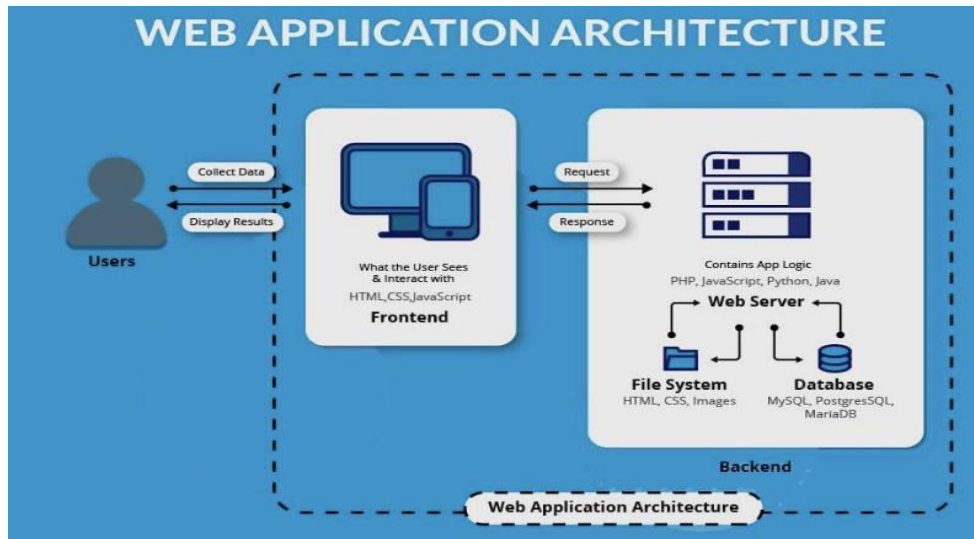 WEB APPLICATION ARCHITECTURE
Collect Data
Display Results
Users
What the User Sees
& Interact with
HTML,CSS,JavaScript
Frontend
Request
Response
Contains App Logic
PHP, JavaScript, Python, Java
Web Server
File System
HTML, CSS, Images
Database
MySQL, PostgresSQL,
MariaDB
Backend
Web Application Architecture